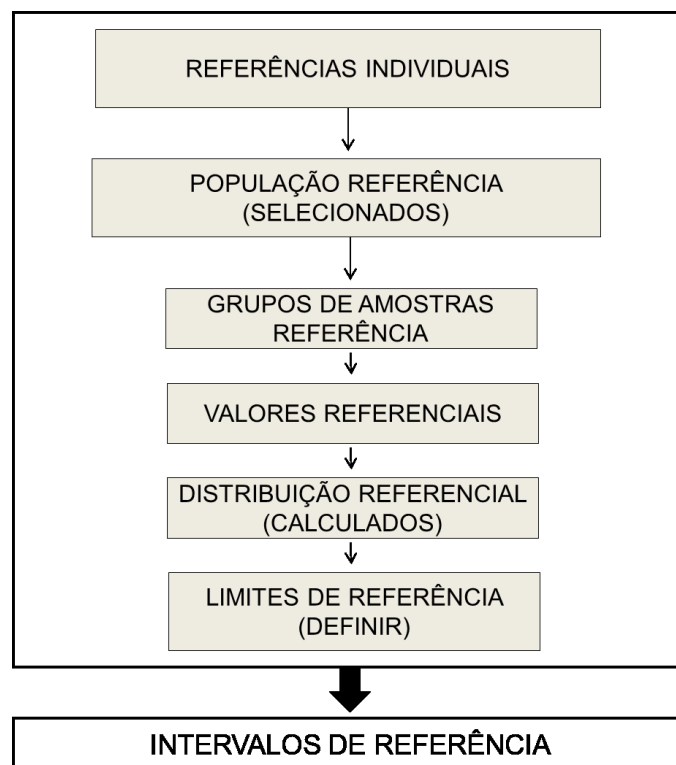 REFERÊNCIAS INDIVIDUAIS
POPULAÇÃO REFERÊNCIA
(SELECIONADOS)
GRUPOS DE AMOSTRAS
REFERÊNCIA
VALORES REFERENCIAIS
DISTRIBUIÇÃO REFERENCIAL
(CALCULADOS)
LIMITES DE REFERÊNCIA
(DEFINIR)
INTERVALOS DE REFERÊNCIA